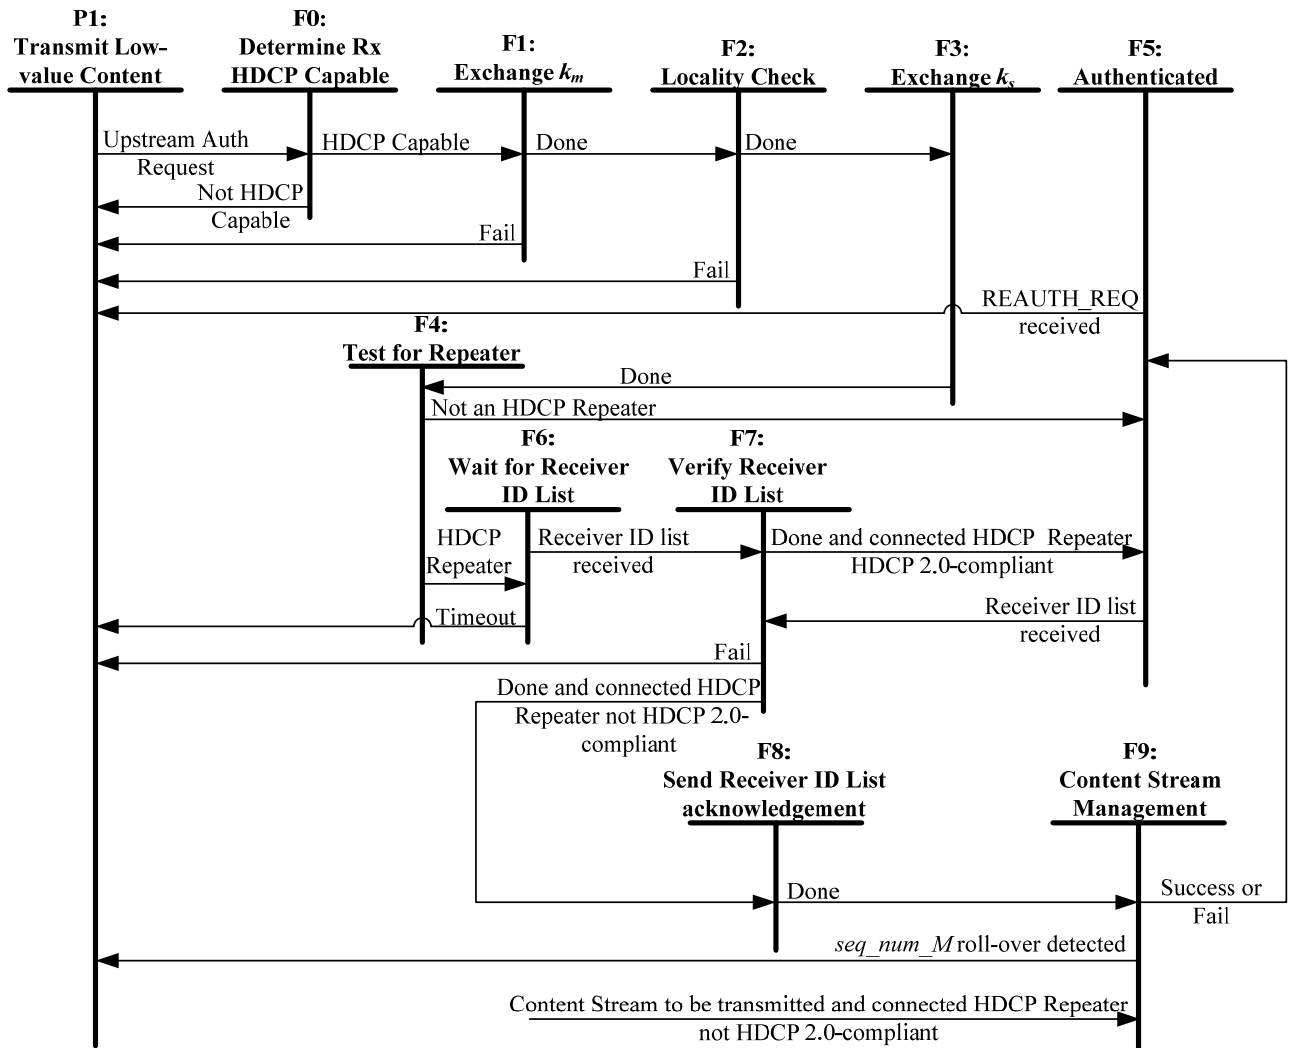 P1:
Transmit Low-
value Content
F0:
Determine Rx
HDCP Capable
F1:
Exchange km
F2:
Locality Check
F3:
Exchange ks
F5:
Authenticated
Upstream Auth
Request
HDCP Capable
Done
Done
Not HDCP
Capable
Fail
Fail
REAUTH_REQ
received
F4:
Test for Repeater
Done
Not an HDCP Repeater
F6:
Wait for Receiver
ID List
F7:
Verify Receiver
ID List
HDCP
Repeater
Receiver ID list
received
Done and connected HDCP Repeater
HDCP 2.0-compliant
Timeout
Receiver ID list
received
Fail
Done and connected HDCP
Repeater not HDCP 2.0-
compliant
F8:
Send Receiver ID List
acknowledgement
F9:
Content Stream
Management
Done
Success or
Fail
seq_num_M roll-over detected
Content Stream to be transmitted and connected HDCP Repeater
not HDCP 2.0-compliant